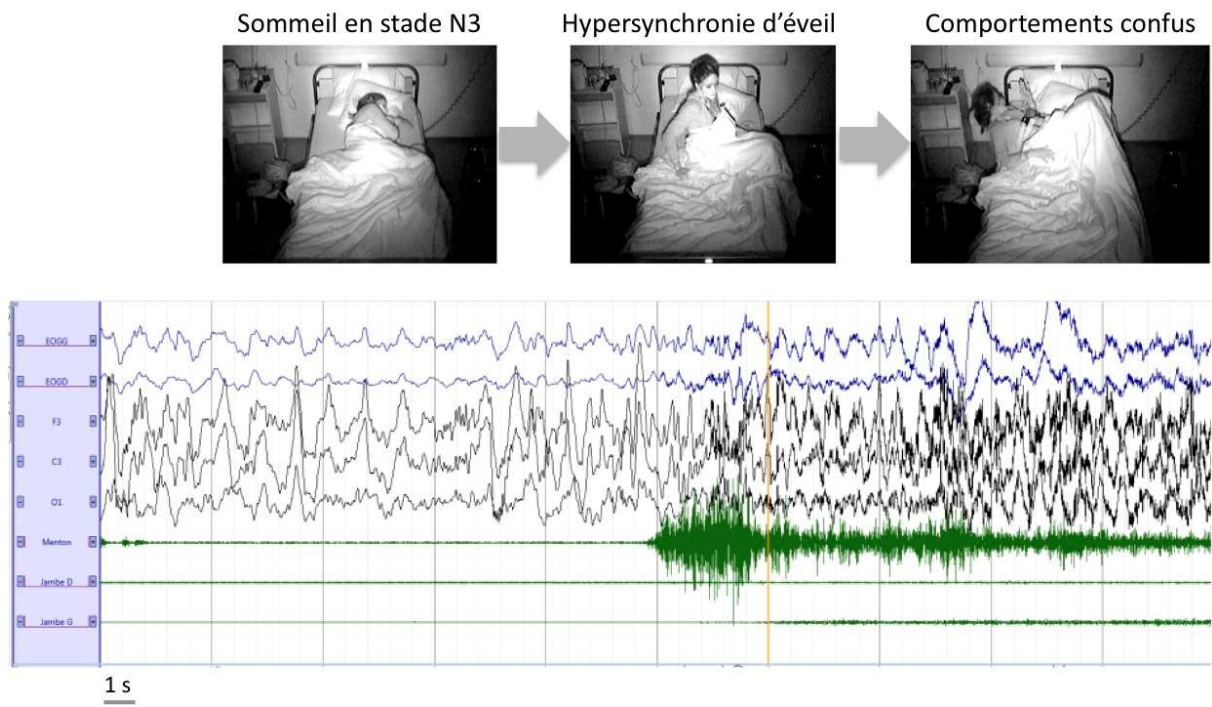 Sommeil en stade N3
Hypersynchronie d’éveil
Comportements confus
EOGG
EOGD
F3
C3
O1
Menton
Jambe D
Jambe G
1 s